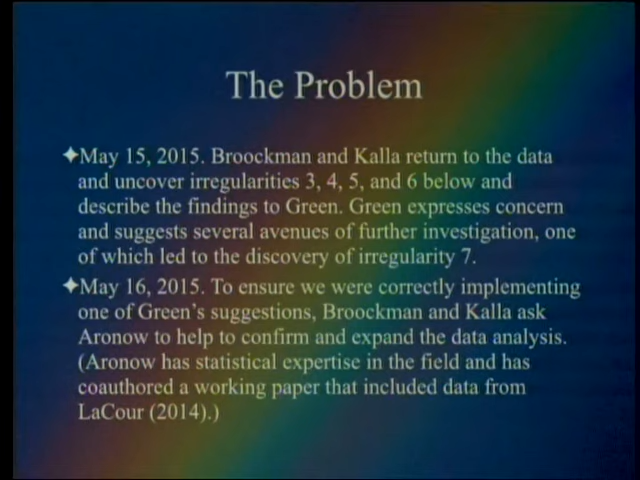 The Problem
✦May 15, 2015. Broockman and Kalla return to the data
and uncover irregularities 3, 4, 5, and 6 below and
describe the findings to Green. Green expresses concern
and suggests several avenues of further investigation, one
of which led to the discovery of irregularity 7.
✦May 16, 2015. To ensure we were correctly implementing
one of Green’s suggestions, Broockman and Kalla ask
Aronow to help to confirm and expand the data analysis.
(Aronow has statistical expertise in the field and has
coauthored a working paper that included data from
LaCour (2014).)